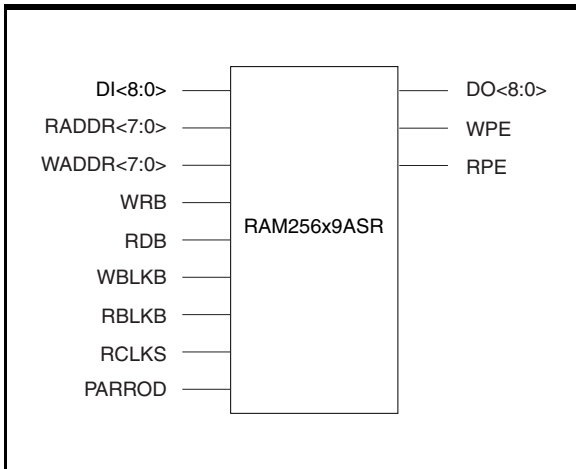 DI<8:0>
RADDR<7:0>
WADDR<7:0>
WRB
RDB
WBLKB
RBLKB
RCLKS
PARROD
RAM256x9ASR
DO<8:0>
WPE
RPE